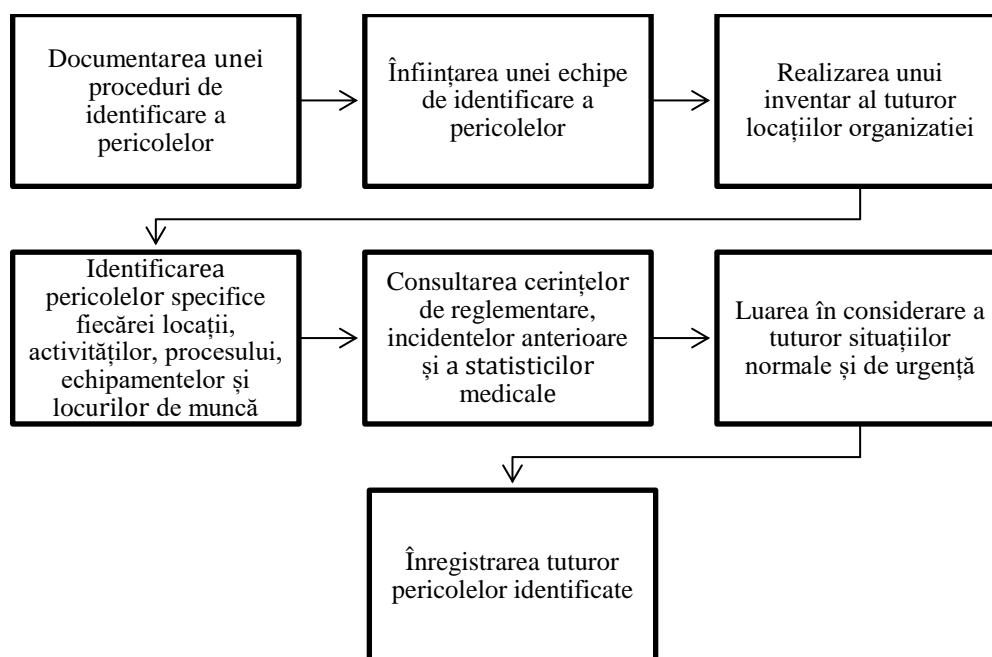 Documentarea unei
proceduri de
identificare a
pericolelor
Înființarea unei echipe
de identificare a
pericolelor
Realizarea unui
inventar al tuturor
locațiilor organizatiei
Identificarea
pericolelor specifice
fiecărei locații,
activităților, procesului,
echipamentelor și
locurilor de muncă
Consultarea cerințelor
de reglementare,
incidentelor anterioare
și a statisticilor
medicale
Luarea în considerare a
tuturor situațiilor
normale și de urgență
Înregistrarea tuturor
pericolelor identificate